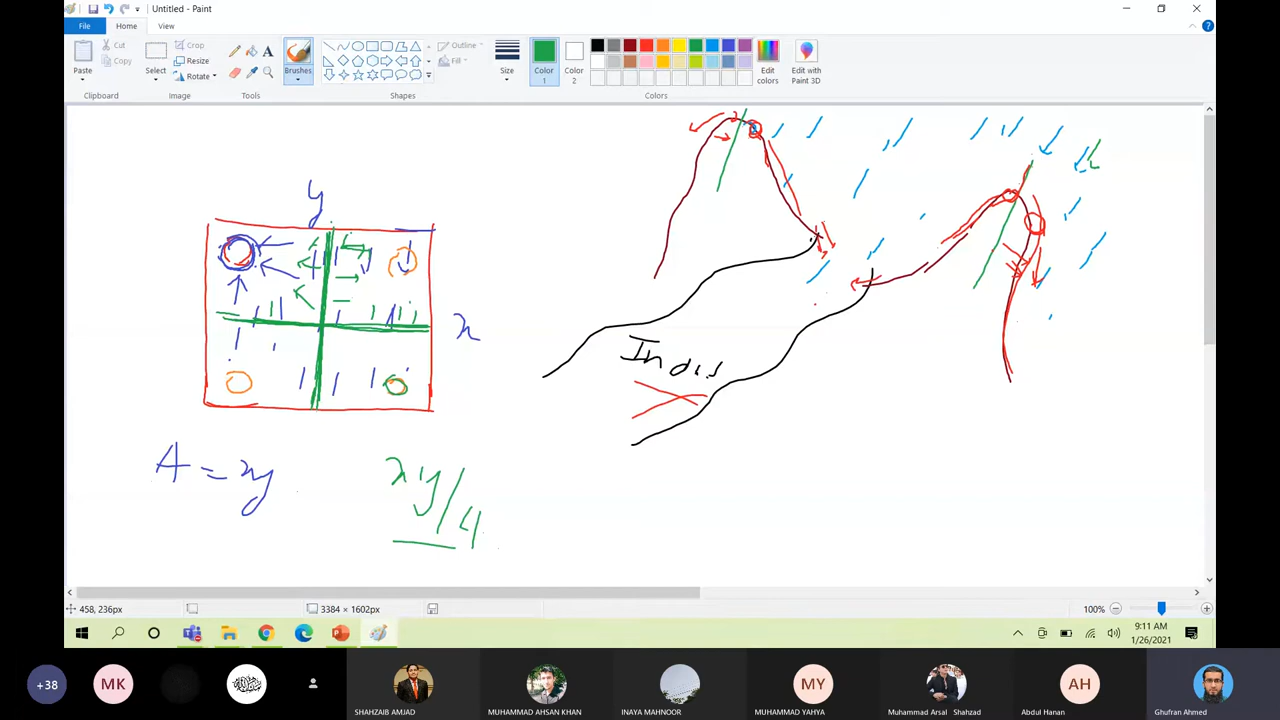 Untitled - Paint
File Home View
Paste Cut Copy Clipboard
Select Crop Resize Rotate Image
Tools
Brushes
Shapes Outline Fill
Size
Color 1 Color 2 Edit colors Edit with Paint 3D Colors
y
x
A = xy
xy/4
458, 236px
3384 × 1602px
100%
9:11 AM
1/26/2021
+38
MK
SHAHZAIB AMJAD
MUHAMMAD AHSAN KHAN
INAYA MAHNOOR
MY
MUHAMMAD YAHYA
Muhammad Arsal Shahzad
AH
Abdul Hanan
Ghufran Ahmed